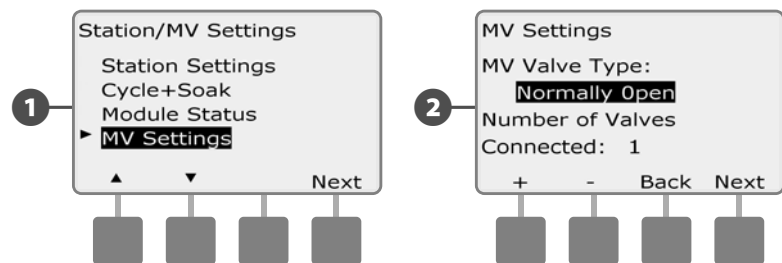 1
Station/MV Settings
Station Settings
Cycle+Soak
Module Status
► MV Settings
▲ ▼ Next
2
MV Settings
MV Valve Type:
Normally Open
Number of Valves
Connected: 1
+ - Back Next